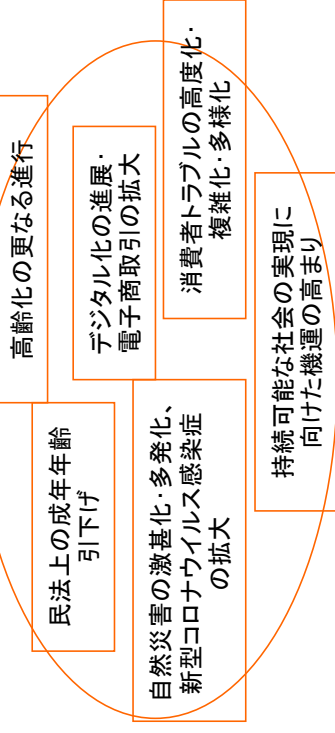 高齢化の更なる進行
民法上の成年年齢
引下げ
デジタル化の進展・
電子商取引の拡大
自然災害の激甚化・多発化、
新型コロナウイルス感染症
の拡大
消費者トラブルの高度化・
複雑化・多様化
持続可能な社会の実現に
向けた機運の高まり